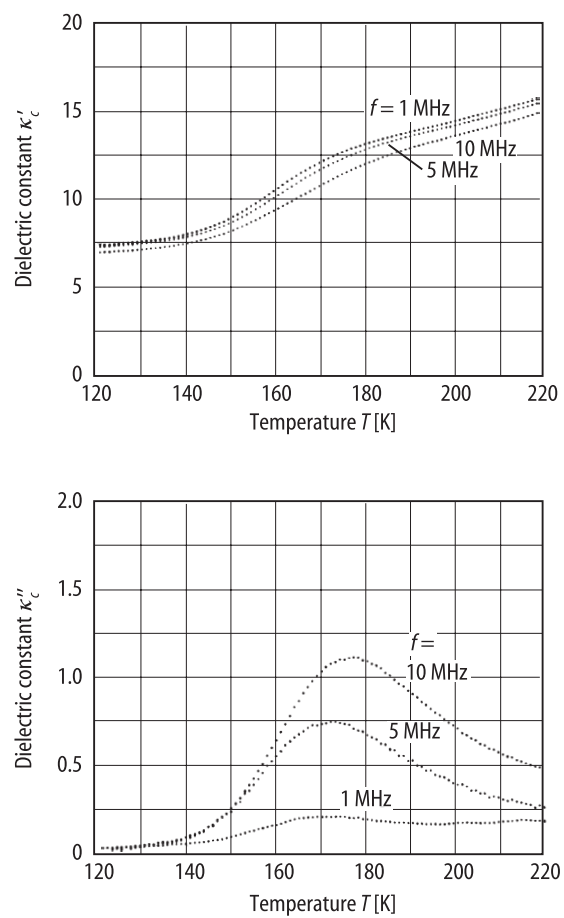 20
15
10
5
0
Dielectric constant κ′c
f = 1 MHz
10 MHz
5 MHz
120 140 160 180 200 220
Temperature T [K]
2.0
1.5
1.0
0.5
0
Dielectric constant κ″c
f =
10 MHz
5 MHz
1 MHz
120 140 160 180 200 220
Temperature T [K]